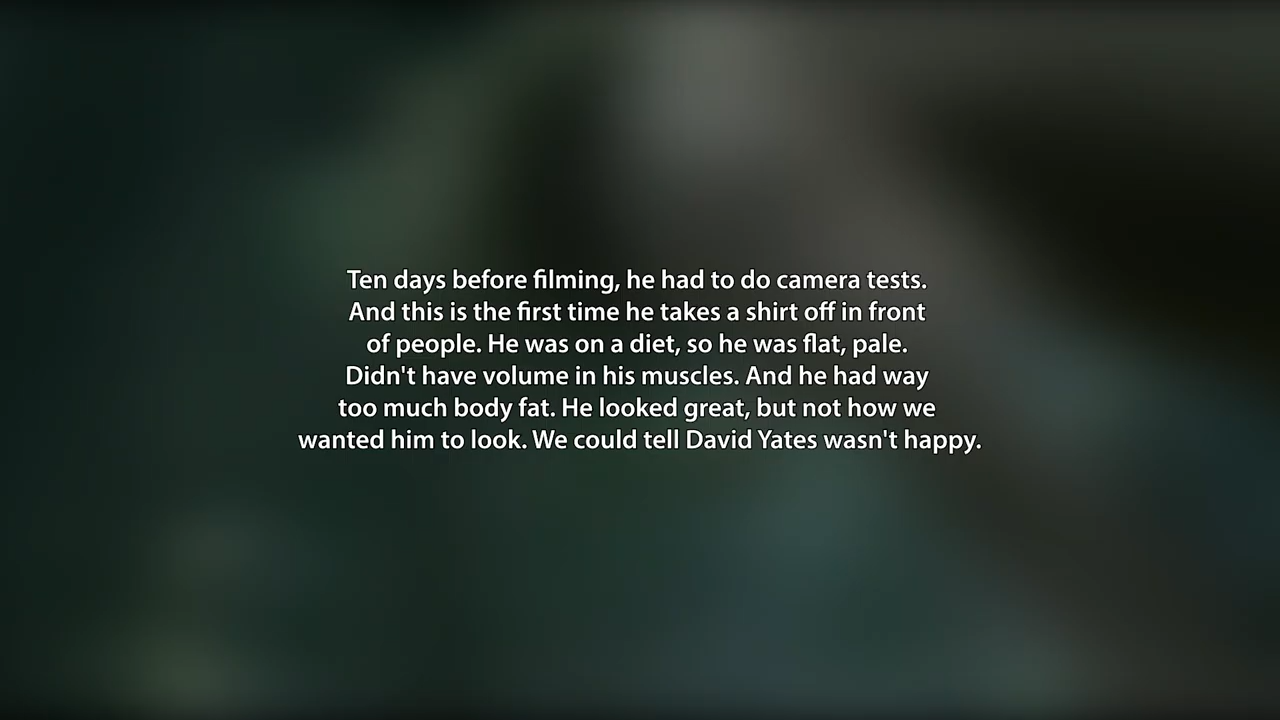 Ten days before filming, he had to do camera tests.
And this is the first time he takes a shirt off in front
of people. He was on a diet, so he was flat, pale.
Didn't have volume in his muscles. And he had way
too much body fat. He looked great, but not how we
wanted him to look. We could tell David Yates wasn't happy.